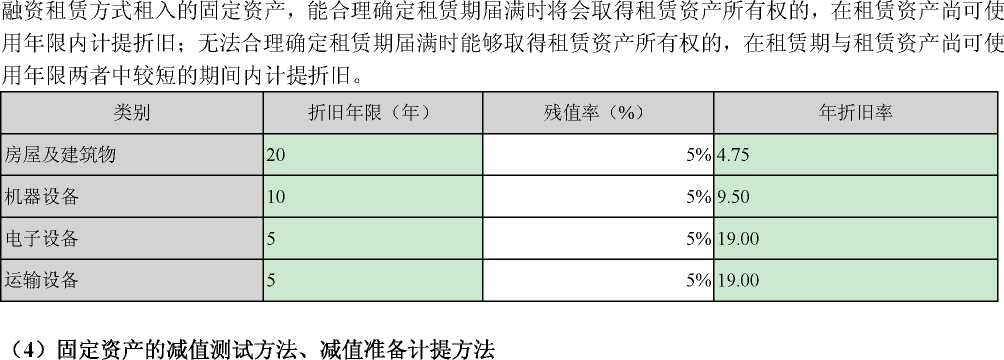 融资租赁方式租入的固定资产，能合理确定租赁期届满时将会取得租赁资产所有权的，在租赁资产尚可使
用年限内计提折旧；无法合理确定租赁期届满时能够取得租赁资产所有权的，在租赁期与租赁资产尚可使
用年限两者中较短的期间内计提折旧。
类别 折旧年限（年） 残值率（%） 年折旧率
房屋及建筑物 20 5% 4.75
机器设备 10 5% 9.50
电子设备 5 5% 19.00
运输设备 5 5% 19.00
（4）固定资产的减值测试方法、减值准备计提方法